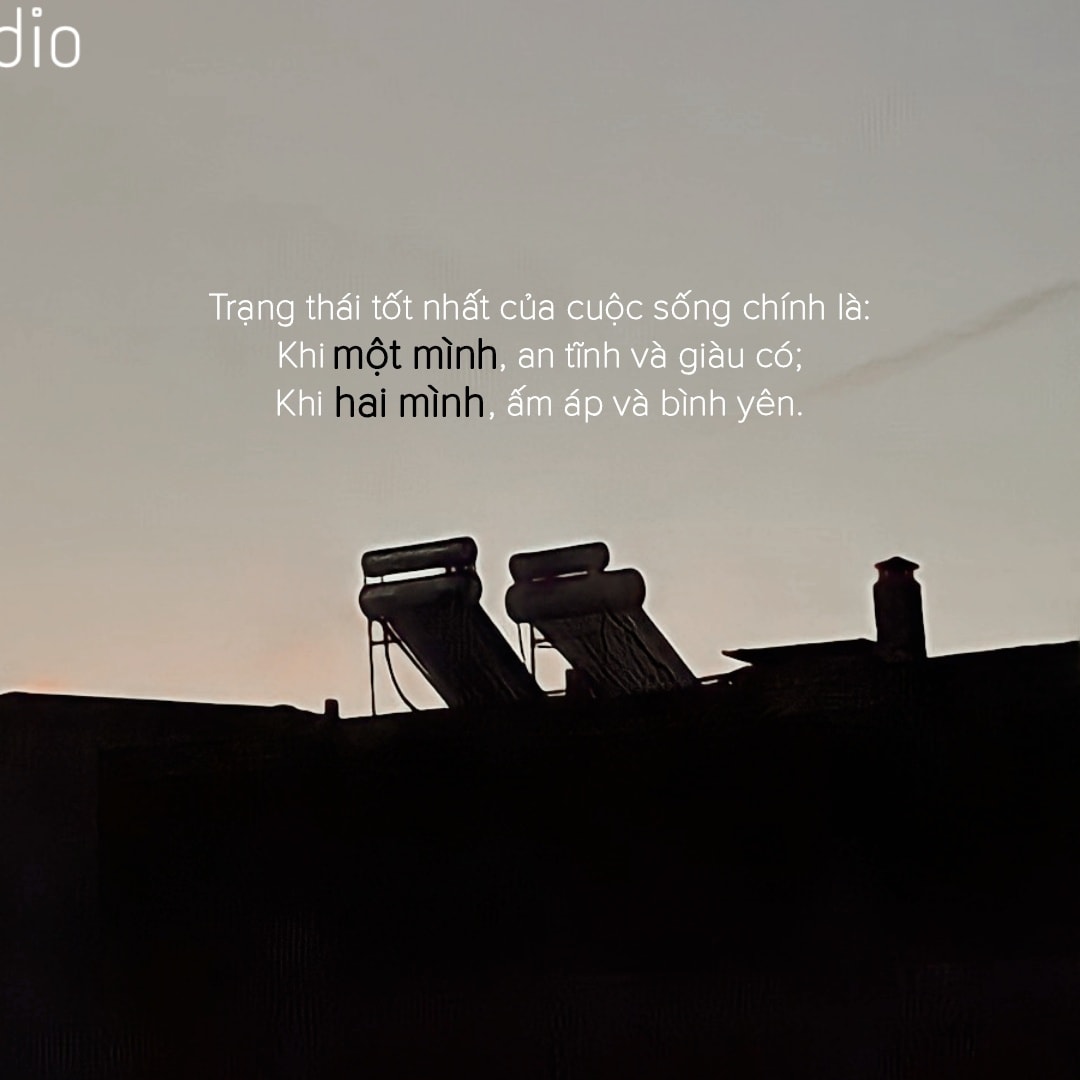 dio
Trạng thái tốt nhất của cuộc sống chính là:
Khi một mình, an tĩnh và giàu có;
Khi hai mình, ấm áp và bình yên.